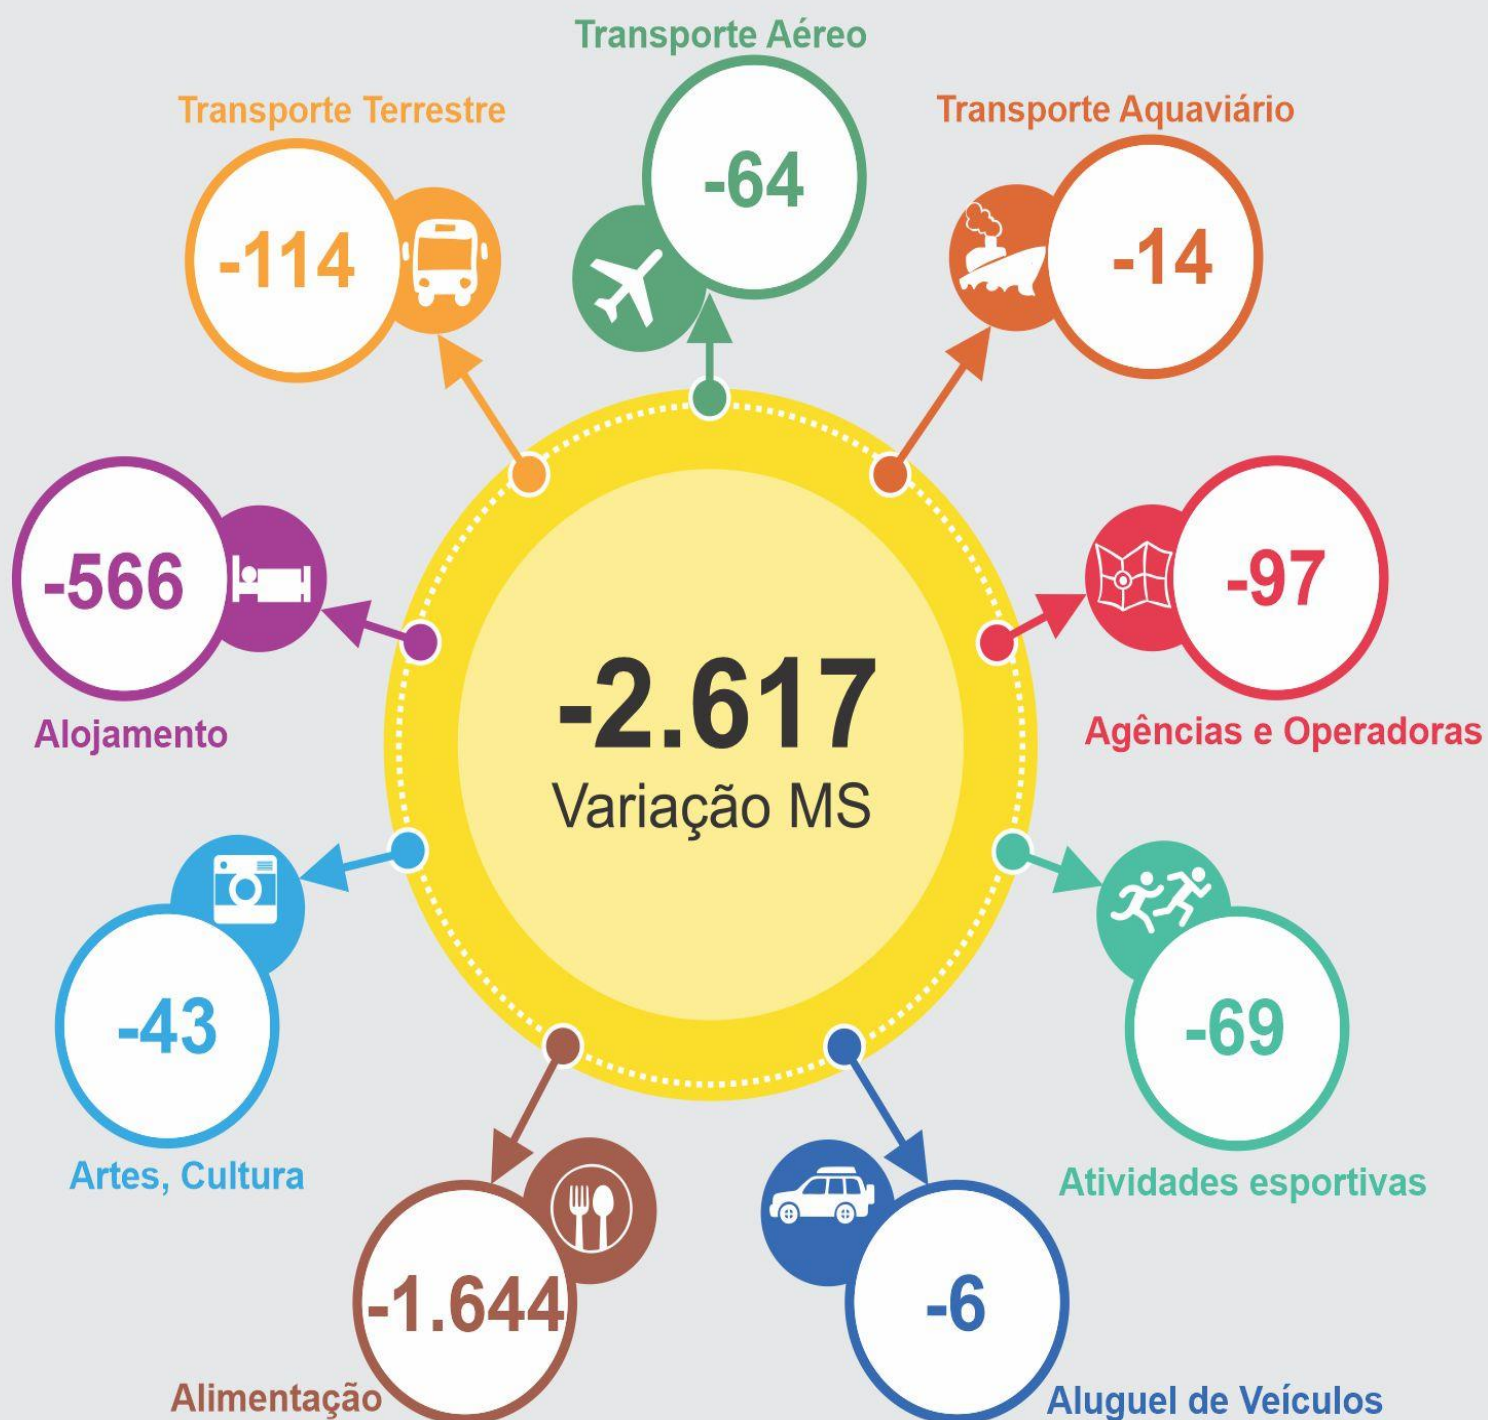 Transporte Aéreo
Transporte Terrestre
Transporte Aquaviário
-64
-114
-14
-566
-97
Alojamento
Agências e Operadoras
-2.617
Variação MS
-43
-69
Artes, Cultura
Atividades esportivas
-1.644
-6
Alimentação
Aluguel de Veículos